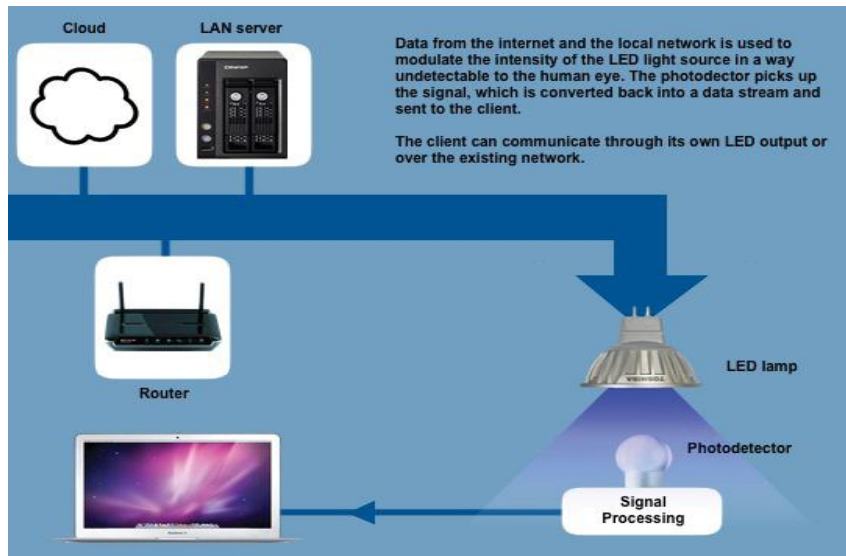 Cloud
LAN server
Data from the internet and the local network is used to
modulate the intensity of the LED light source in a way
undetectable to the human eye. The photodector picks up
the signal, which is converted back into a data stream and
sent to the client.
The client can communicate through its own LED output or
over the existing network.
Router
TOSHIBA
LED lamp
Photodetector
Signal
Processing